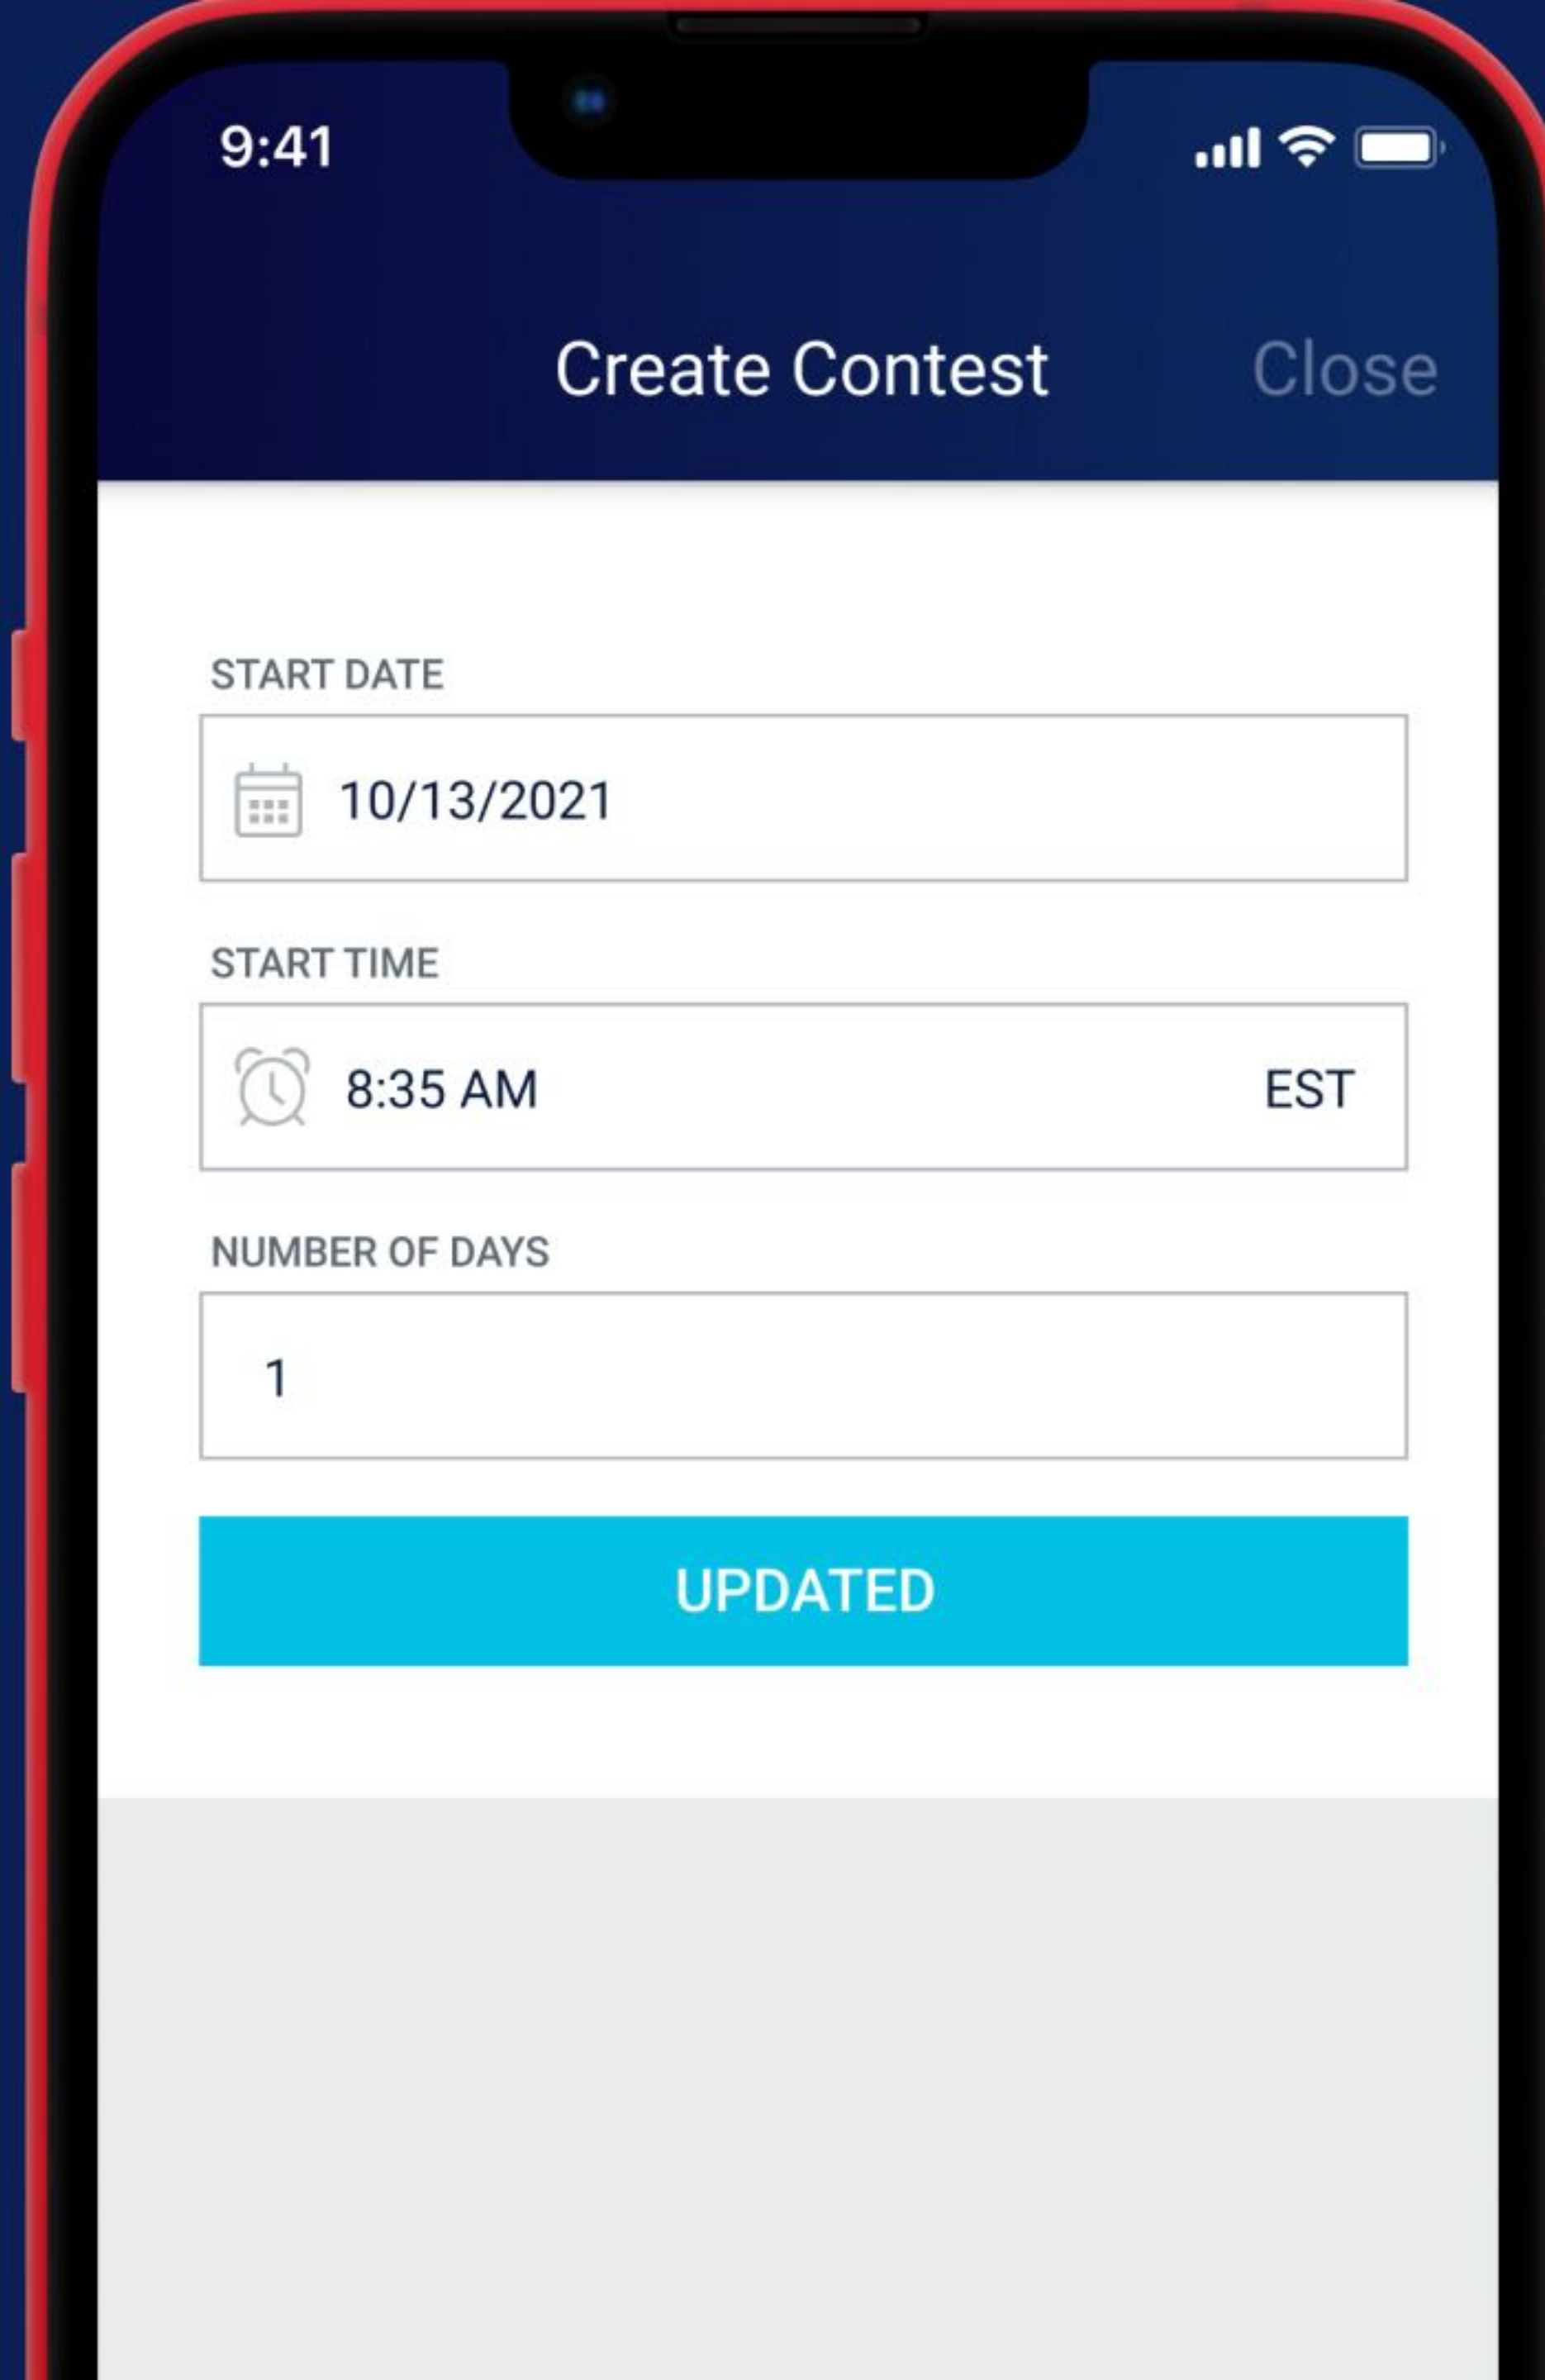 9:41
Create Contest Close
START DATE
10/13/2021
START TIME
8:35 AM EST
NUMBER OF DAYS
1
UPDATED